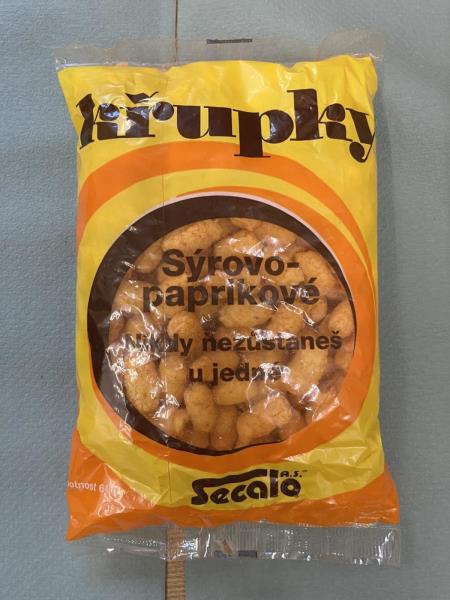 křupky
Sýrovo-
paprikové
Nikdy nezůstaneš
u jedné
Secalo
A.S.